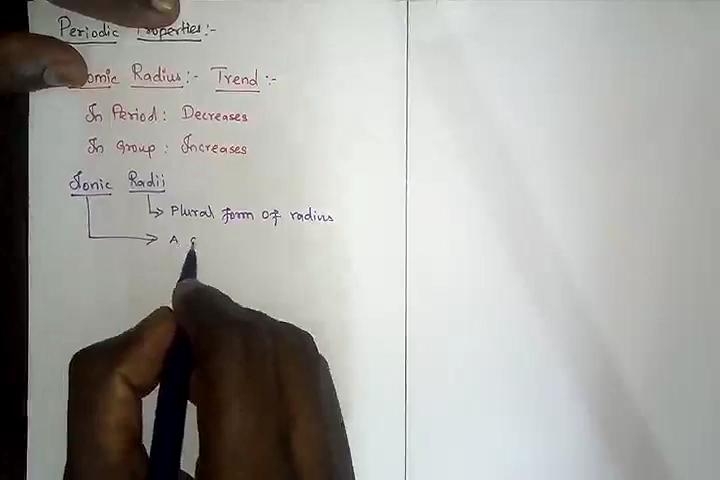 Periodic Properties:-
Atomic Radius:- Trend :-
In Period : Decreases
In Group : Increases
Ionic Radii
Plural form of radius
A